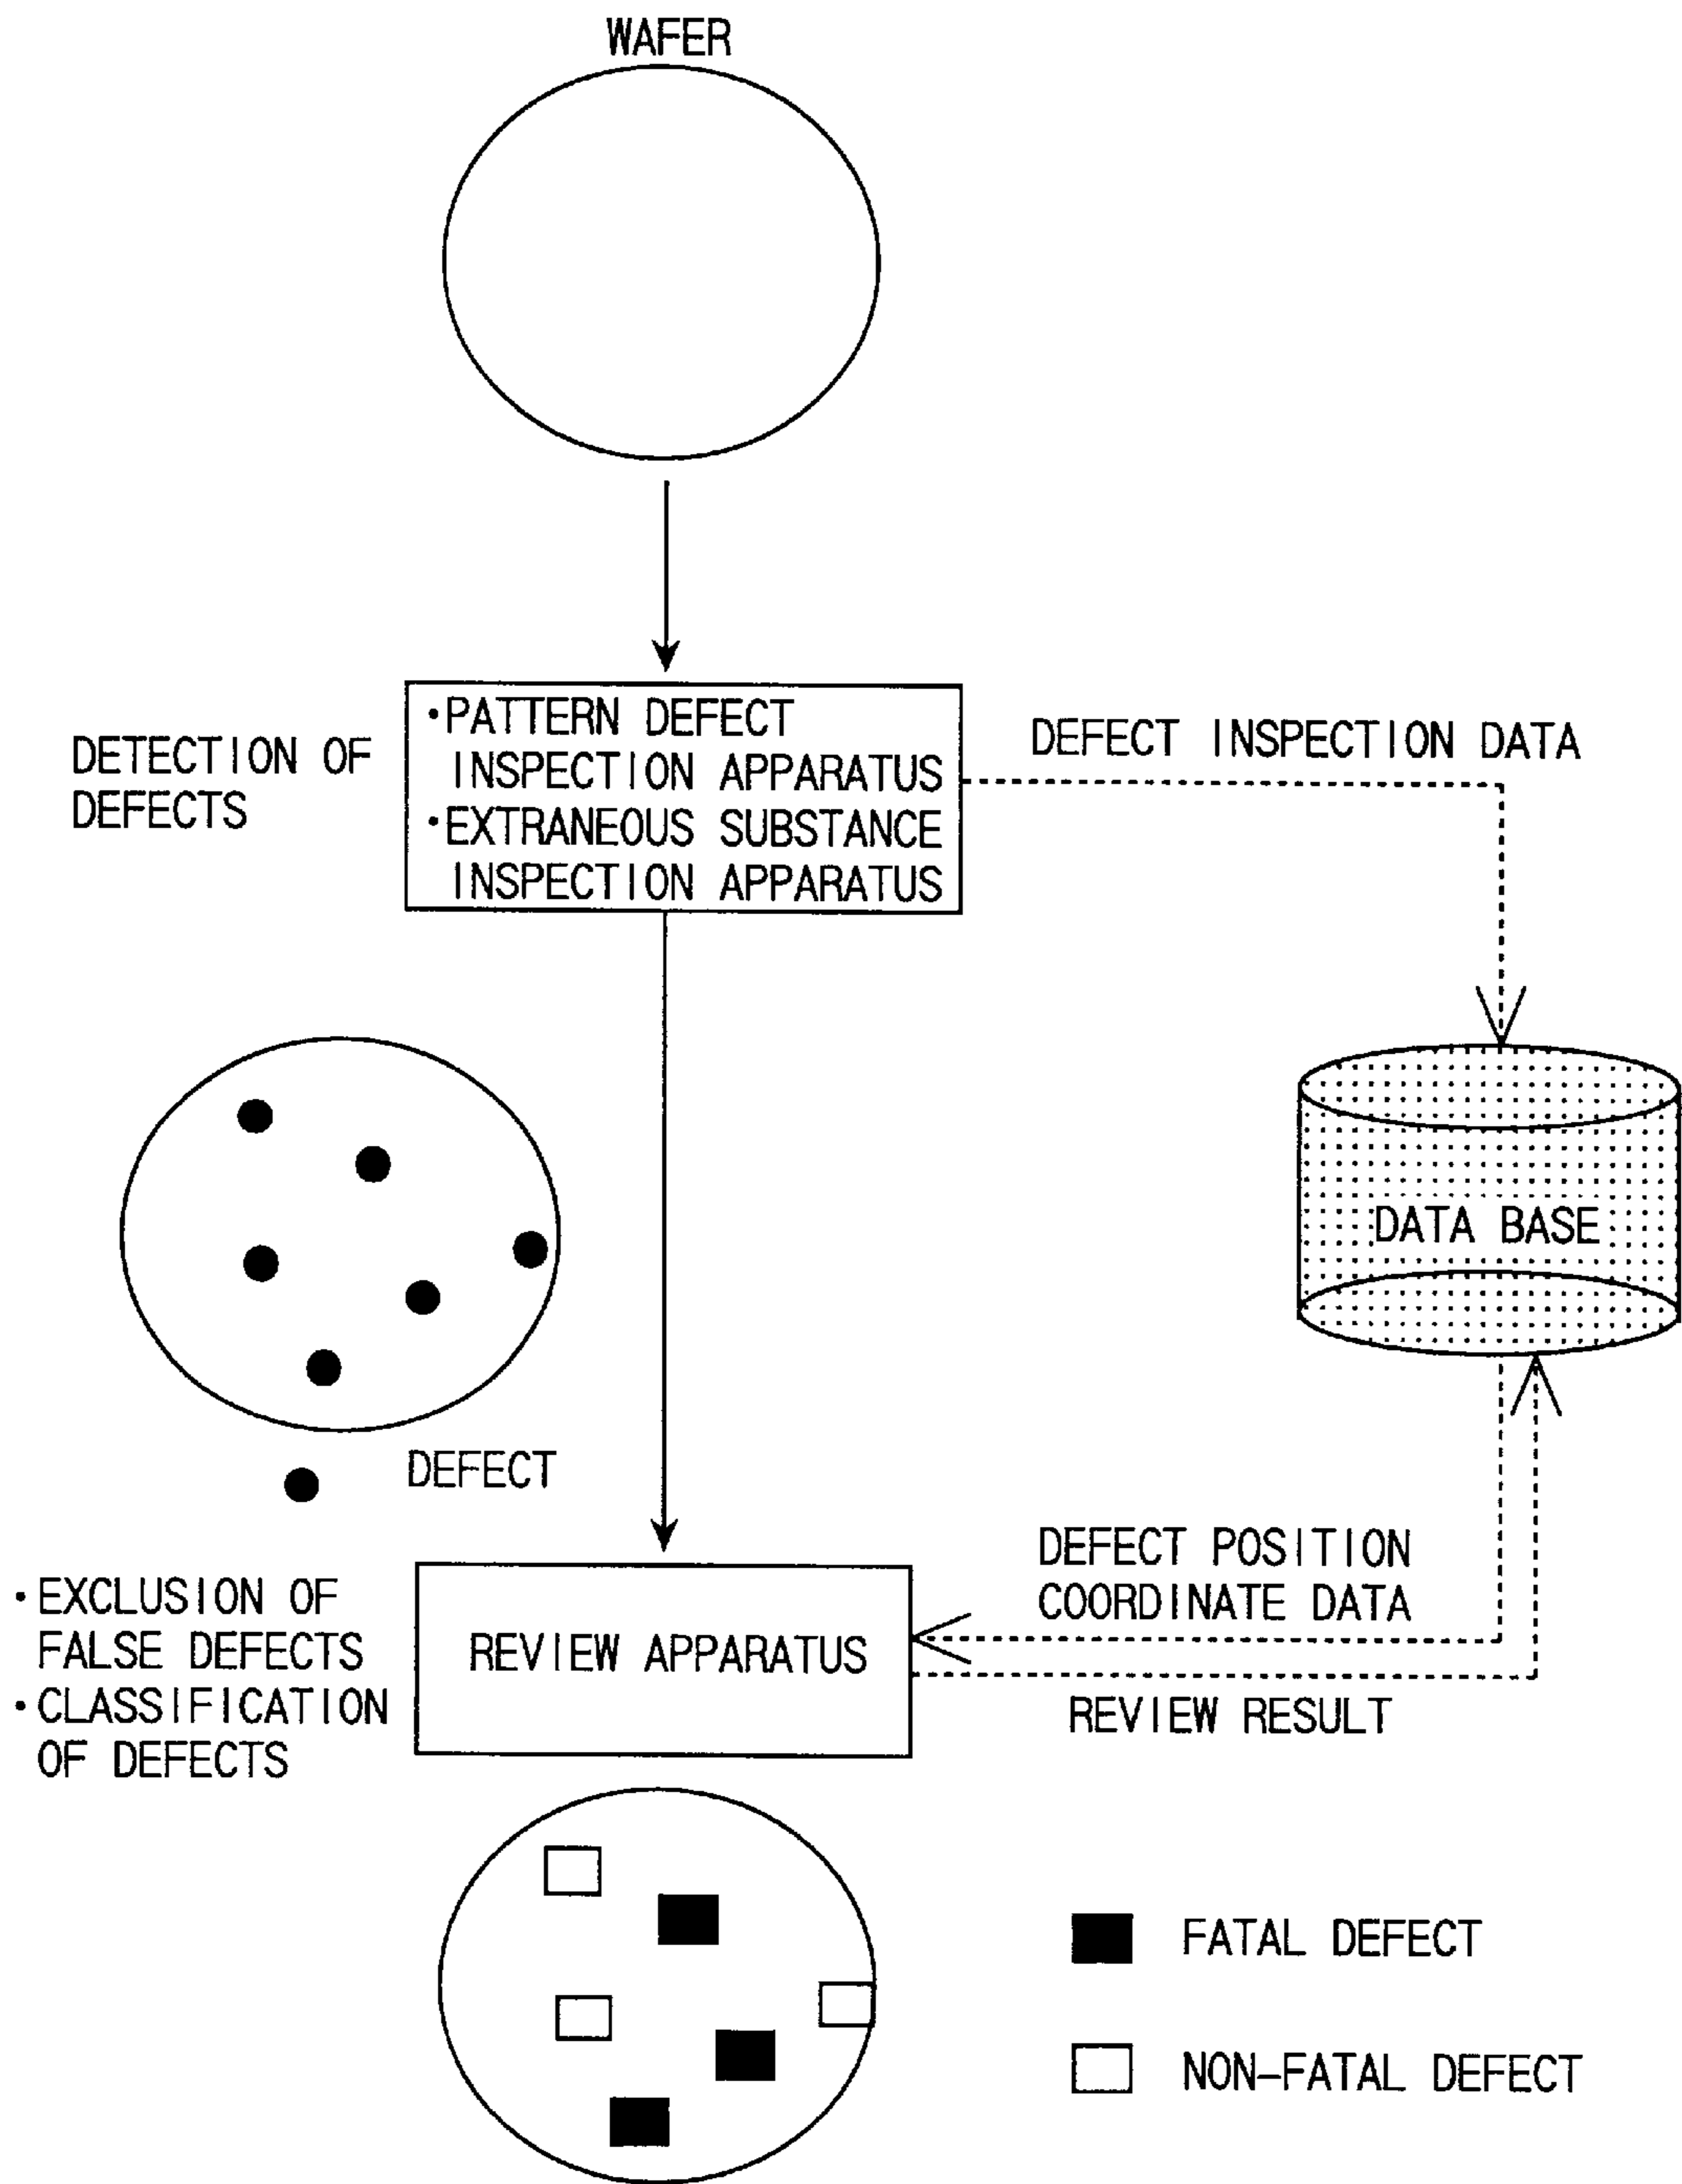 WAFER
DETECTION OF
DEFECTS
・PATTERN DEFECT
INSPECTION APPARATUS
・EXTRANEOUS SUBSTANCE
INSPECTION APPARATUS
DEFECT INSPECTION DATA
DATA BASE
DEFECT
・EXCLUSION OF
FALSE DEFECTS
・CLASSIFICATION
OF DEFECTS
REVIEW APPARATUS
DEFECT POSITION
COORDINATE DATA
REVIEW RESULT
FATAL DEFECT
NON-FATAL DEFECT